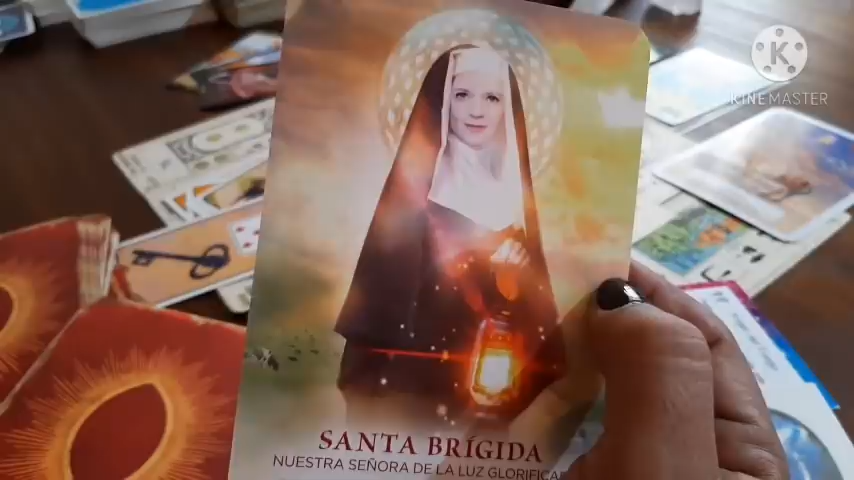 KINEMASTER
SANTA BRÍGIDA
NUESTRA SEÑORA DE LA LUZ GLORIFICA